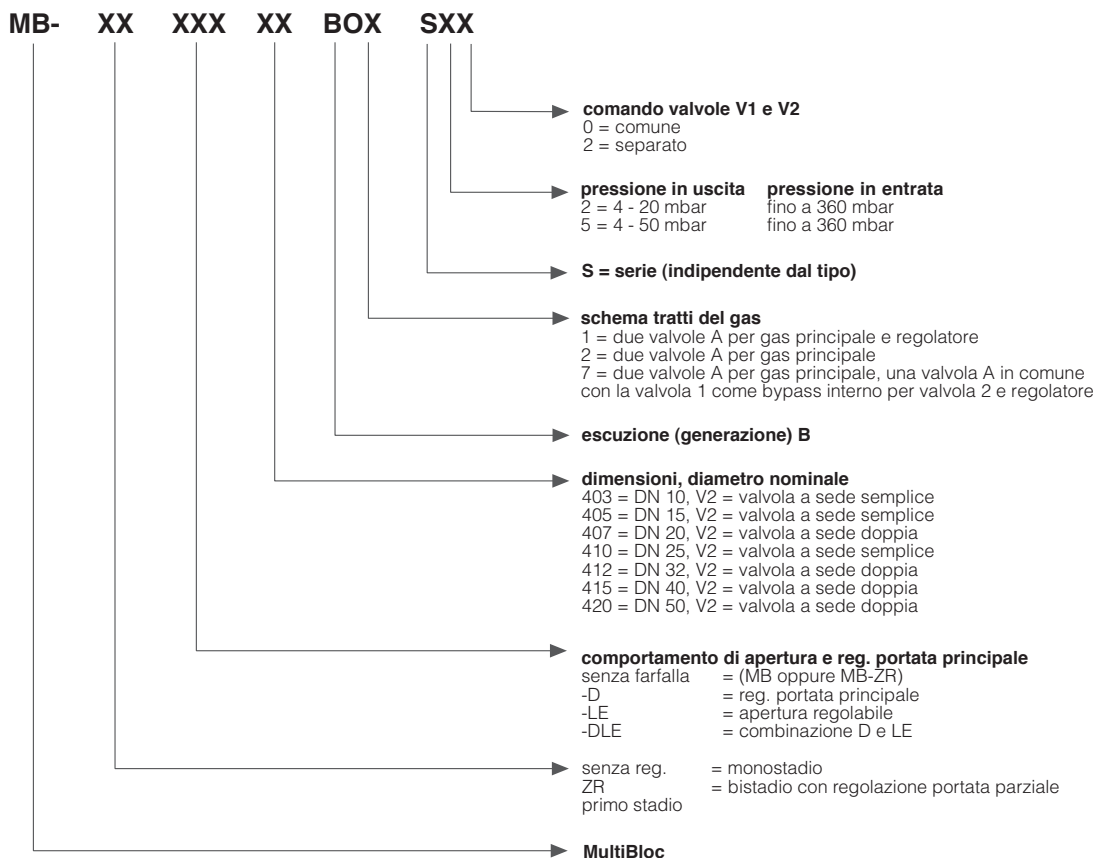 MB- XX XXX XX BOX SXX
comando valvole V1 e V2
0 = comune
2 = separato
pressione in uscita pressione in entrata
2 = 4 - 20 mbar fino a 360 mbar
5 = 4 - 50 mbar fino a 360 mbar
S = serie (indipendente dal tipo)
schema tratti del gas
1 = due valvole A per gas principale e regolatore
2 = due valvole A per gas principale
7 = due valvole A per gas principale, una valvola A in comune
con la valvola 1 come bypass interno per valvola 2 e regolatore
escuzione (generazione) B
dimensioni, diametro nominale
403 = DN 10, V2 = valvola a sede semplice
405 = DN 15, V2 = valvola a sede semplice
407 = DN 20, V2 = valvola a sede doppia
410 = DN 25, V2 = valvola a sede semplice
412 = DN 32, V2 = valvola a sede doppia
415 = DN 40, V2 = valvola a sede doppia
420 = DN 50, V2 = valvola a sede doppia
comportamento di apertura e reg. portata principale
senza farfalla = (MB oppure MB-ZR)
-D = reg. portata principale
-LE = apertura regolabile
-DLE = combinazione D e LE
senza reg. = monostadio
ZR = bistadio con regolazione portata parziale
primo stadio
MultiBloc